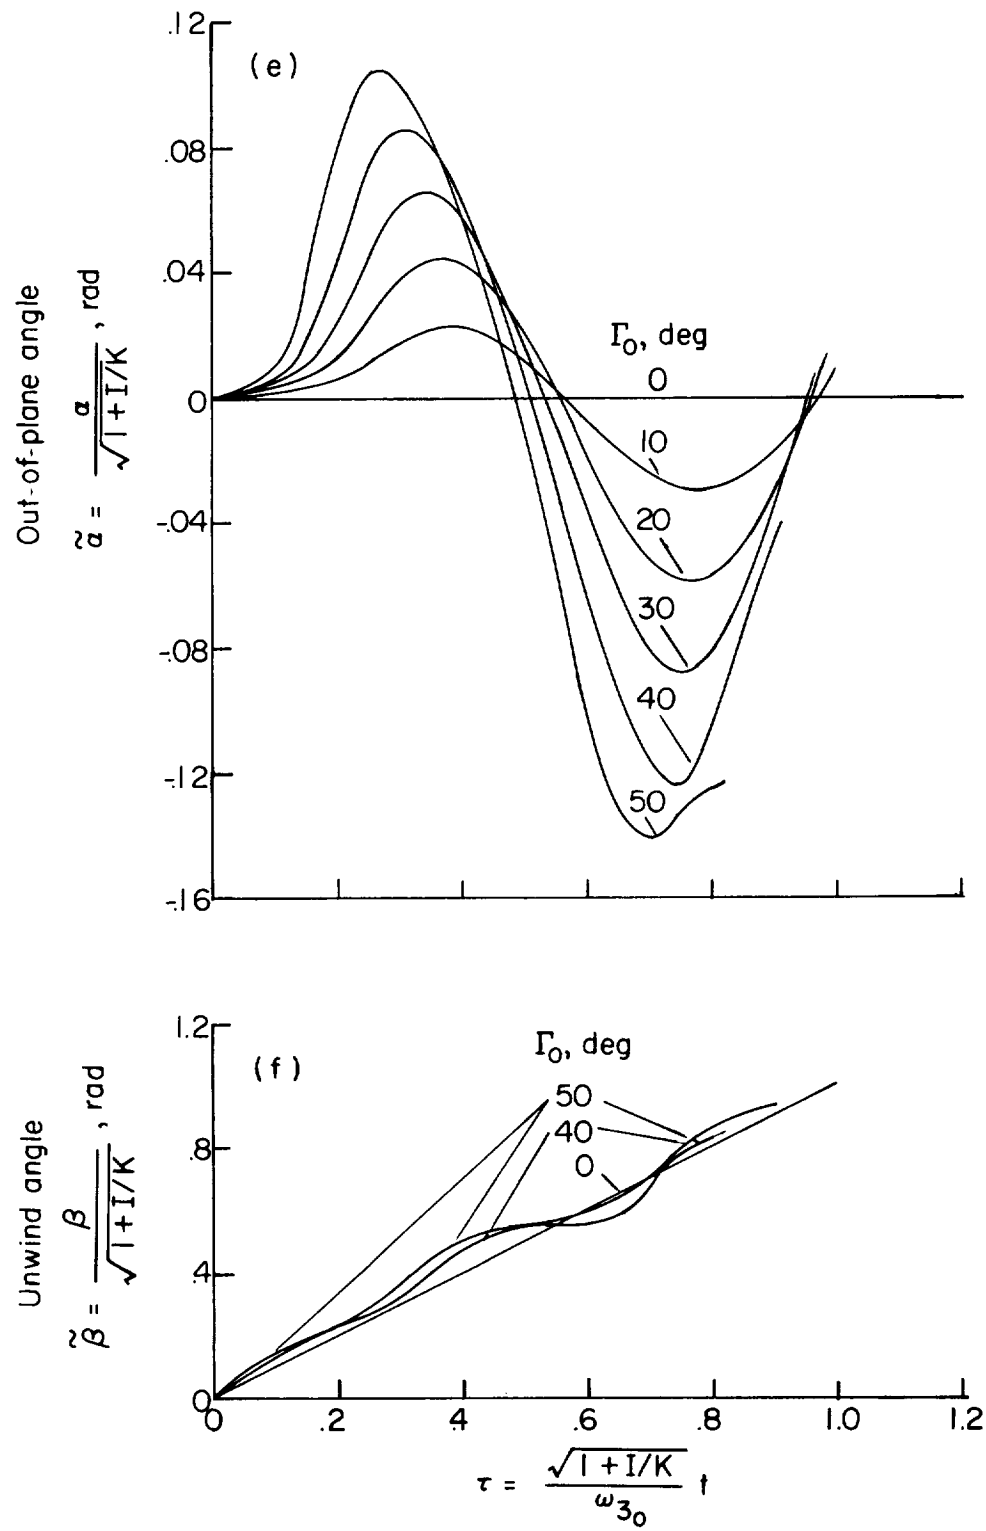 .12
(e)
.08
.04
0
-.04
-.08
-.12
-.16
Out-of-plane angle
α̃ = α / √1 + I/K , rad
Γ0, deg
0
10
20
30
40
50
1.2
(f)
.8
.4
0
Unwind angle
β̃ = β / √1 + I/K , rad
Γ0, deg
50
40
0
0 .2 .4 .6 .8 1.0 1.2
τ = √1 + I/K / ω30 t